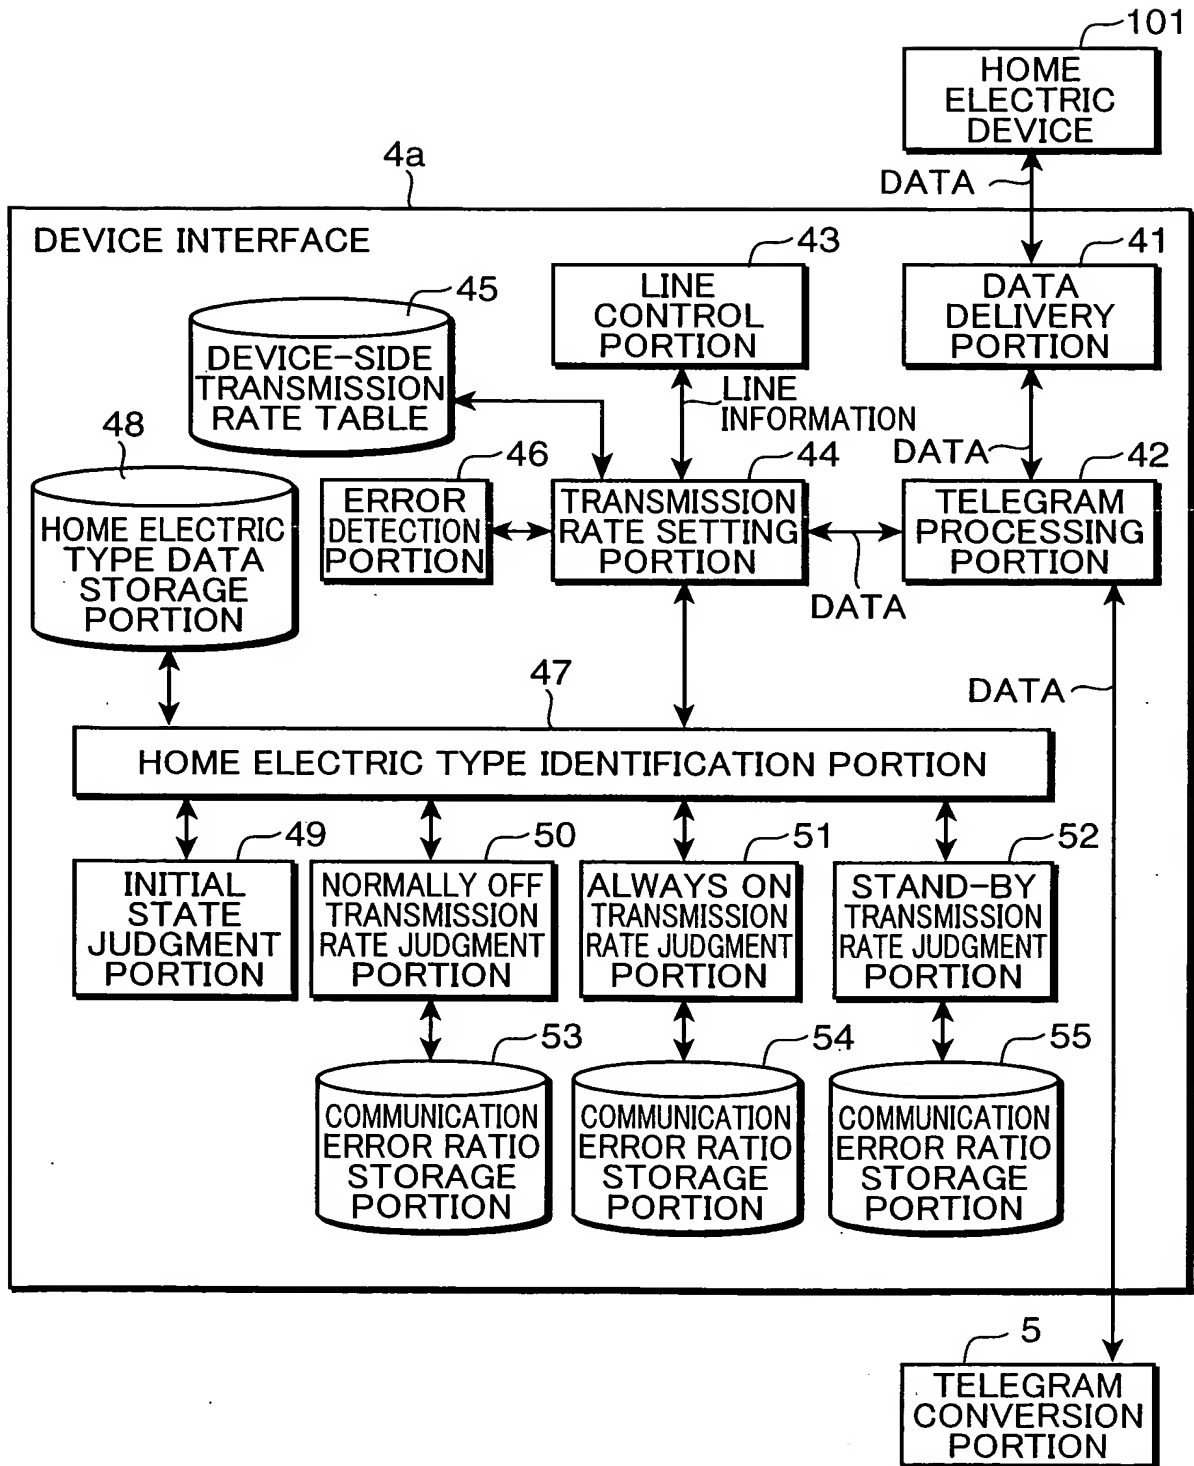 101
HOME
ELECTRIC
DEVICE
4a
DATA
DEVICE INTERFACE
43
41
45
LINE
CONTROL
PORTION
DATA
DELIVERY
PORTION
DEVICE-SIDE
TRANSMISSION
RATE TABLE
LINE
INFORMATION
48
DATA
46
44
42
HOME ELECTRIC
TYPE DATA
STORAGE
PORTION
ERROR
DETECTION
PORTION
TRANSMISSION
RATE SETTING
PORTION
TELEGRAM
PROCESSING
PORTION
DATA
47
DATA
HOME ELECTRIC TYPE IDENTIFICATION PORTION
49
50
51
52
INITIAL
STATE
JUDGMENT
PORTION
NORMALLY OFF
TRANSMISSION
RATE JUDGMENT
PORTION
ALWAYS ON
TRANSMISSION
RATE JUDGMENT
PORTION
STAND-BY
TRANSMISSION
RATE JUDGMENT
PORTION
53
54
55
COMMUNICATION
ERROR RATIO
STORAGE
PORTION
COMMUNICATION
ERROR RATIO
STORAGE
PORTION
COMMUNICATION
ERROR RATIO
STORAGE
PORTION
5
TELEGRAM
CONVERSION
PORTION